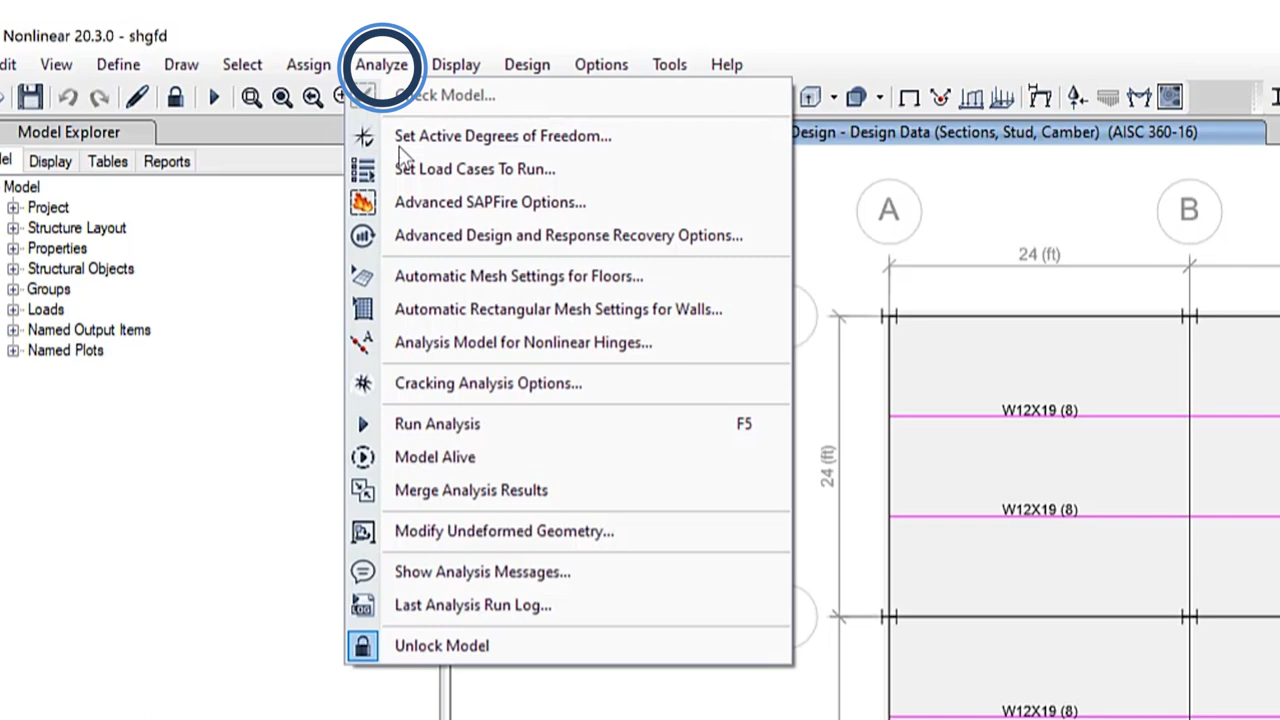 Nonlinear 20.3.0 - shgfd
dit View Define Draw Select Assign Analyze Display Design Options Tools Help
Model Explorer
el Display Tables Reports
Model
Project
Structure Layout
Properties
Structural Objects
Groups
Loads
Named Output Items
Named Plots
Check Model...
Set Active Degrees of Freedom...
Set Load Cases To Run...
Advanced SAPFire Options...
Advanced Design and Response Recovery Options...
Automatic Mesh Settings for Floors...
Automatic Rectangular Mesh Settings for Walls...
Analysis Model for Nonlinear Hinges...
Cracking Analysis Options...
Run Analysis F5
Model Alive
Merge Analysis Results
Modify Undeformed Geometry...
Show Analysis Messages...
LOG
Last Analysis Run Log...
Unlock Model
Design - Design Data (Sections, Stud, Camber) (AISC 360-16)
A B
24 (ft)
24 (ft)
W12X19 (8)
W12X19 (8)
W12X19 (8)